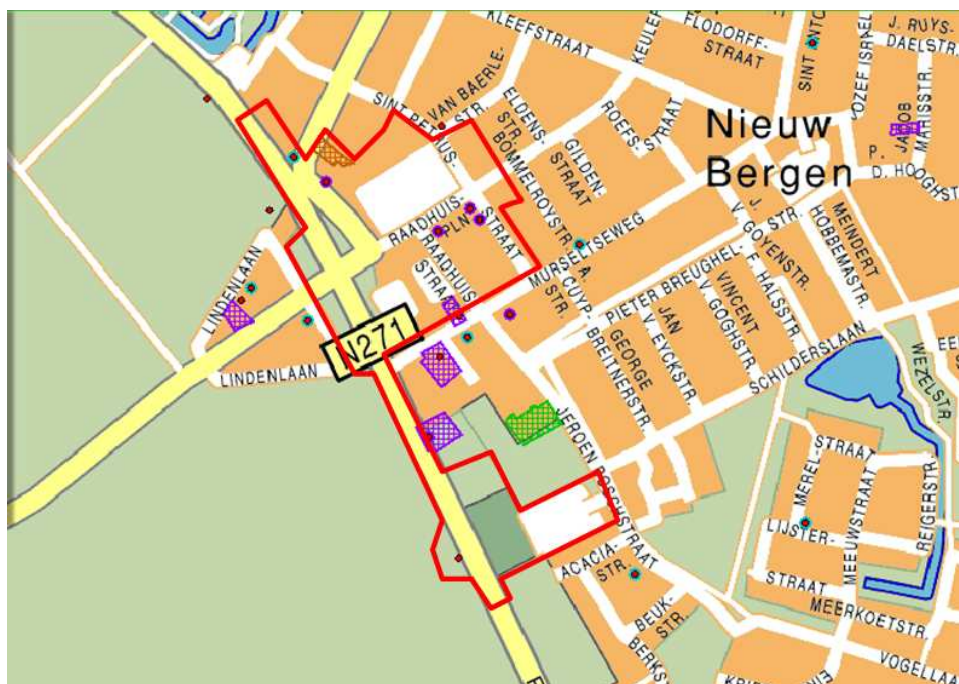 KLEEFSTRAAT
KEULE
FLODORFF-
STRAAT
SINT ANTO
JOZEF ISRAE
J. RUYS-
DAELSTR.
MARISSTR.
JACOB
P.
D. HOOGHST
Nieuw
Bergen
VAN BAERLE-
STR.
SINT PETRUS-
STRAAT
ELDENS-
STR.
BOMMELROYSTR.
GILDEN-
STRAAT
ROEFS-
STRAAT
RAADHUIS-
PLN
RAADHUIS
STRAAT
MURSELTSEWEG
A. CUYP-
STR.
PIETER BREUGHEL-
STR.
J.
V. GOYENSTR.
F. HALSSTR.
HOBBEMASTR.
MEINDERT
VINCENT
V. GOGHSTR.
JAN
V. EYCKSTR.
GEORGE
BREITNERSTR.
SCHILDERSLAAN
WEZELSTR.
LINDENLAAN
LINDENLAAN
N271
JEROEN BOSCHSTRAAT
ACACIA-
STR.
BEUK-
STR.
MEREL-
STRAAT
LIJSTER-
STRAAT
MEEUWSTRAAT
REIGERSTR.
MEERKOETSTR.
VOGELLAA